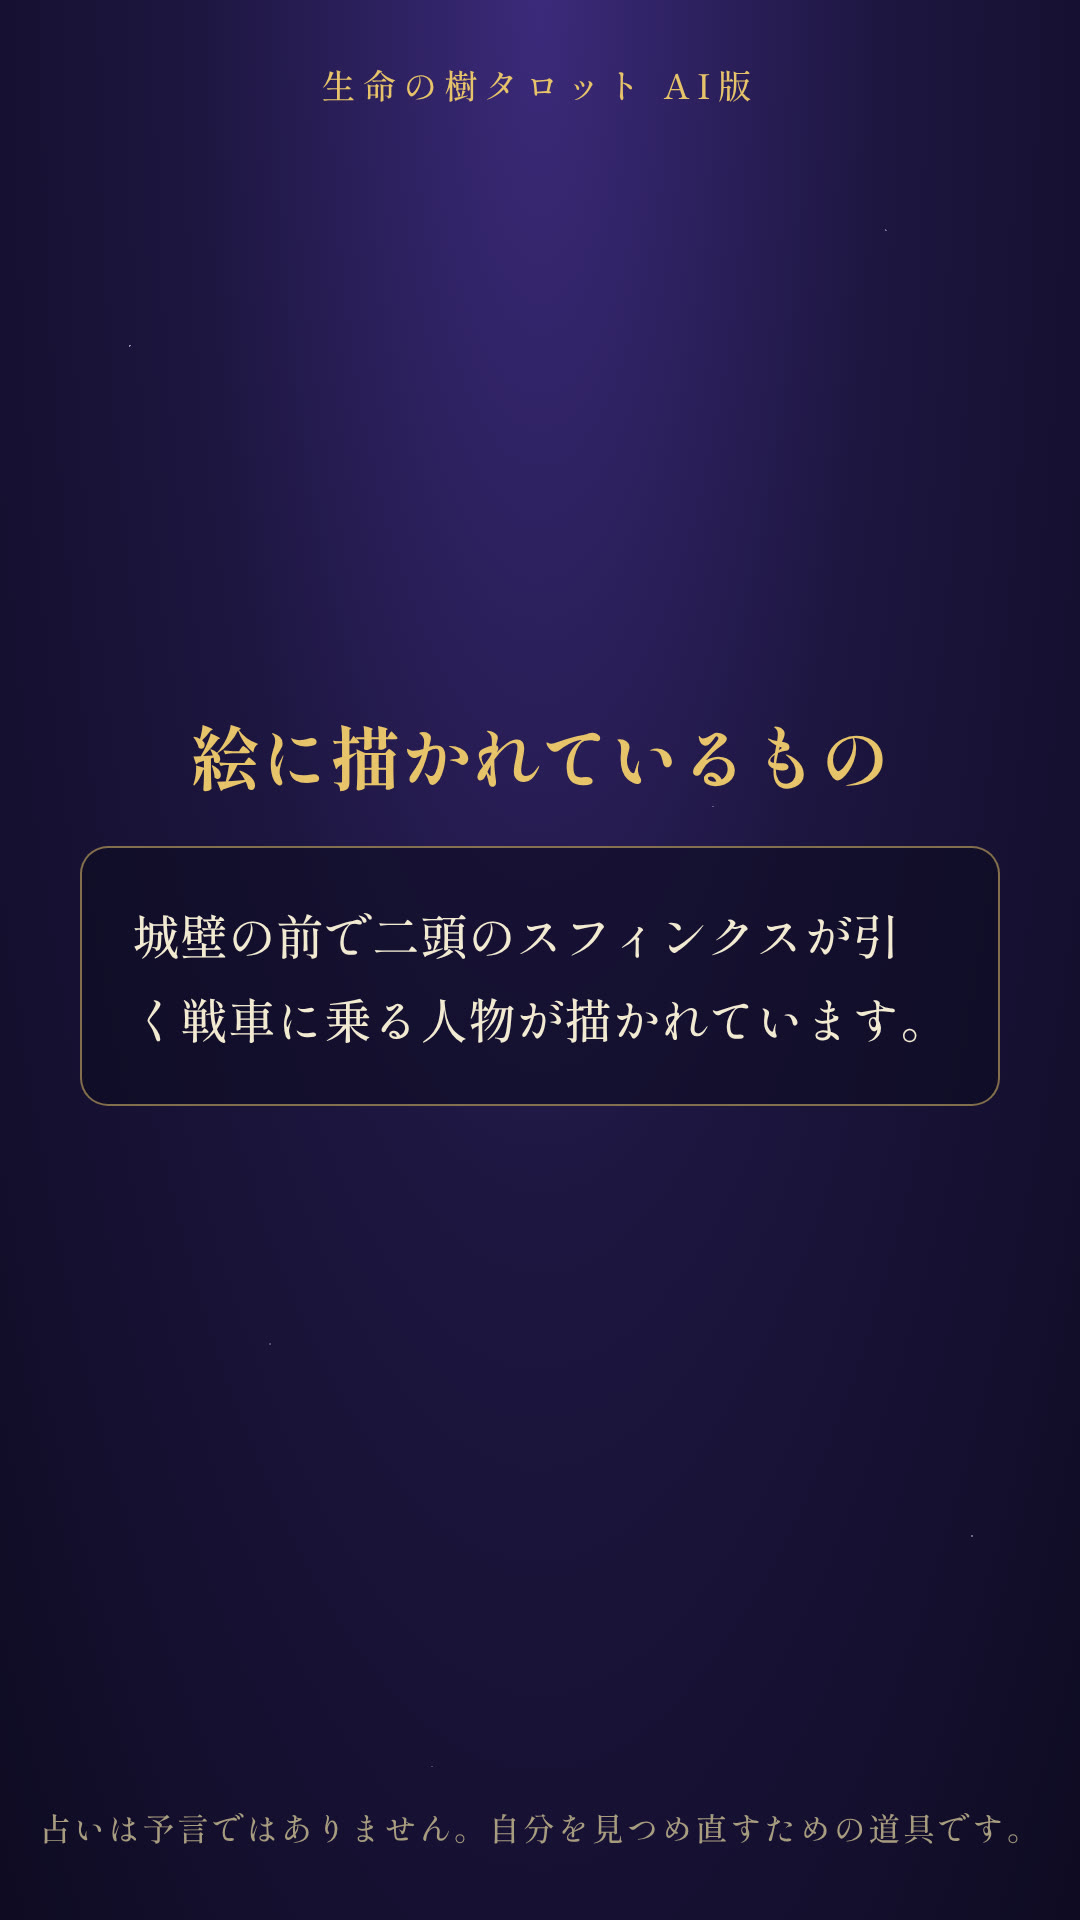 生命の樹タロット AI版
絵に描かれているもの
城壁の前で二頭のスフィンクスが引
く戦車に乗る人物が描かれています。
占いは予言ではありません。自分を見つめ直すための道具です。